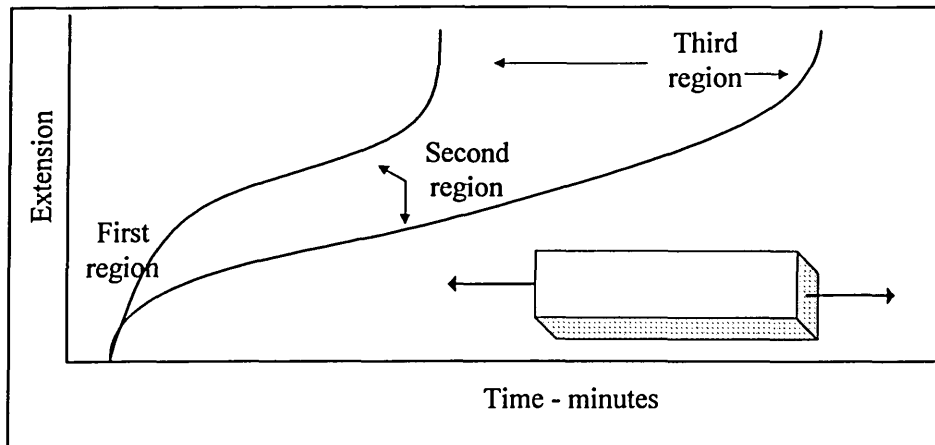 Third
region
Second
region
First
region
Extension
Time - minutes